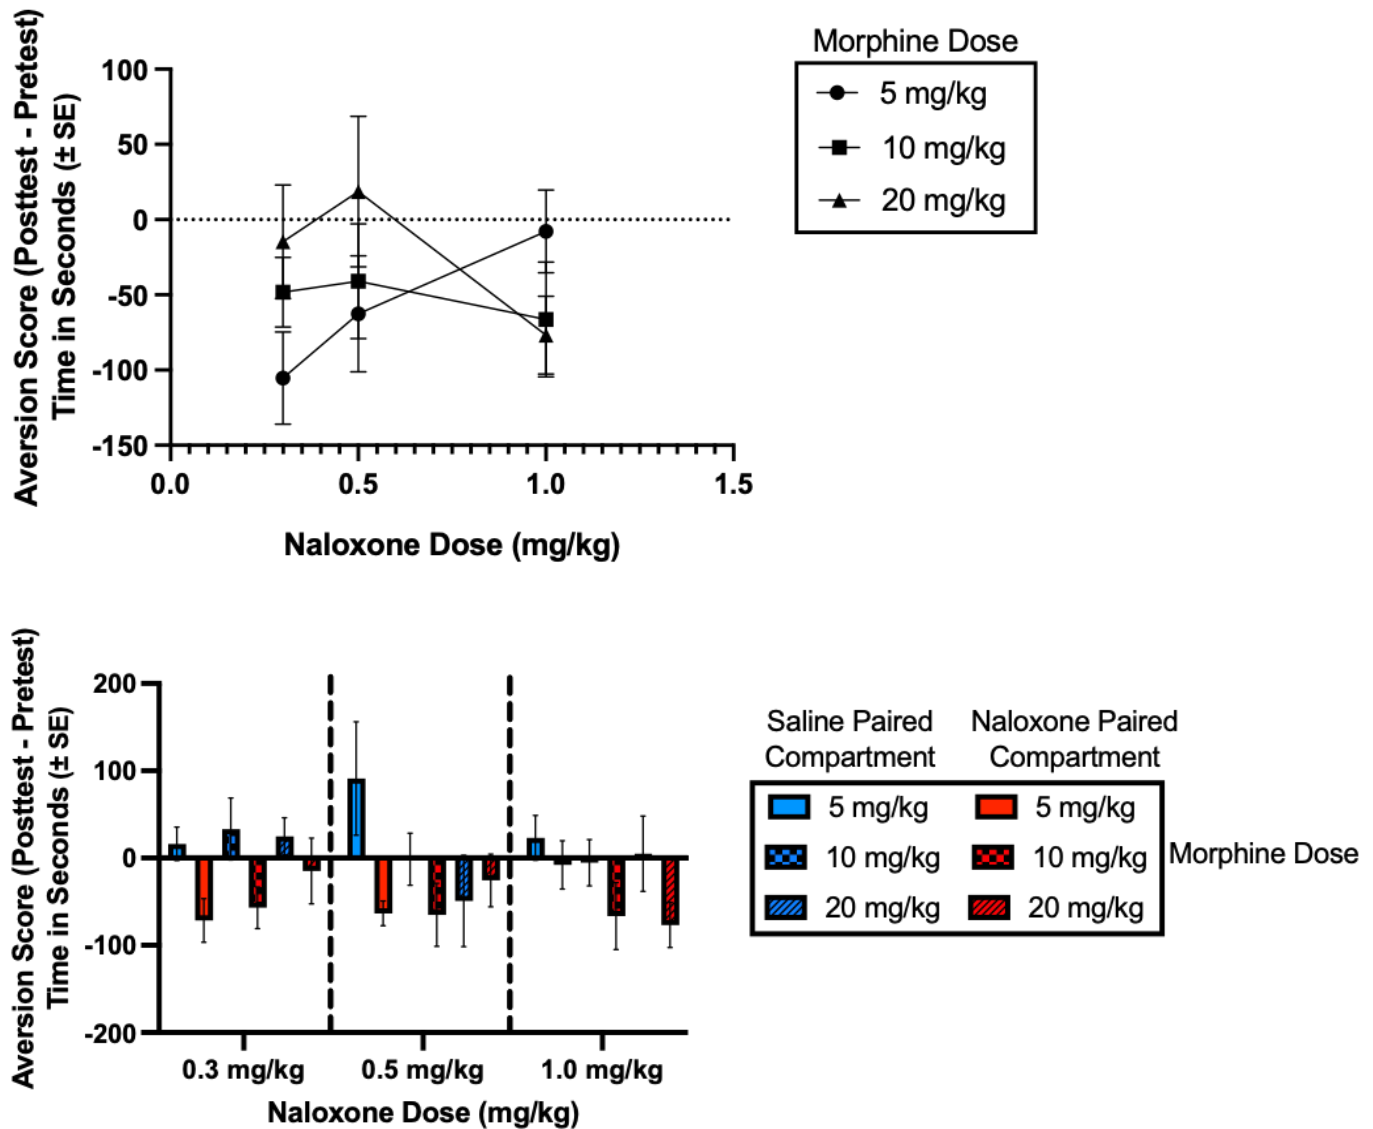 Aversion Score (Posttest - Pretest)
Time in Seconds (± SE)
100
50
0
-50
-100
-150
0.0
0.5
1.0
1.5
Naloxone Dose (mg/kg)
Morphine Dose
5 mg/kg
10 mg/kg
20 mg/kg
Aversion Score (Posttest - Pretest)
Time in Seconds (± SE)
200
100
0
-100
-200
0.3 mg/kg
0.5 mg/kg
1.0 mg/kg
Naloxone Dose (mg/kg)
Saline Paired
Compartment
Naloxone Paired
Compartment
5 mg/kg
5 mg/kg
10 mg/kg
10 mg/kg
Morphine Dose
20 mg/kg
20 mg/kg